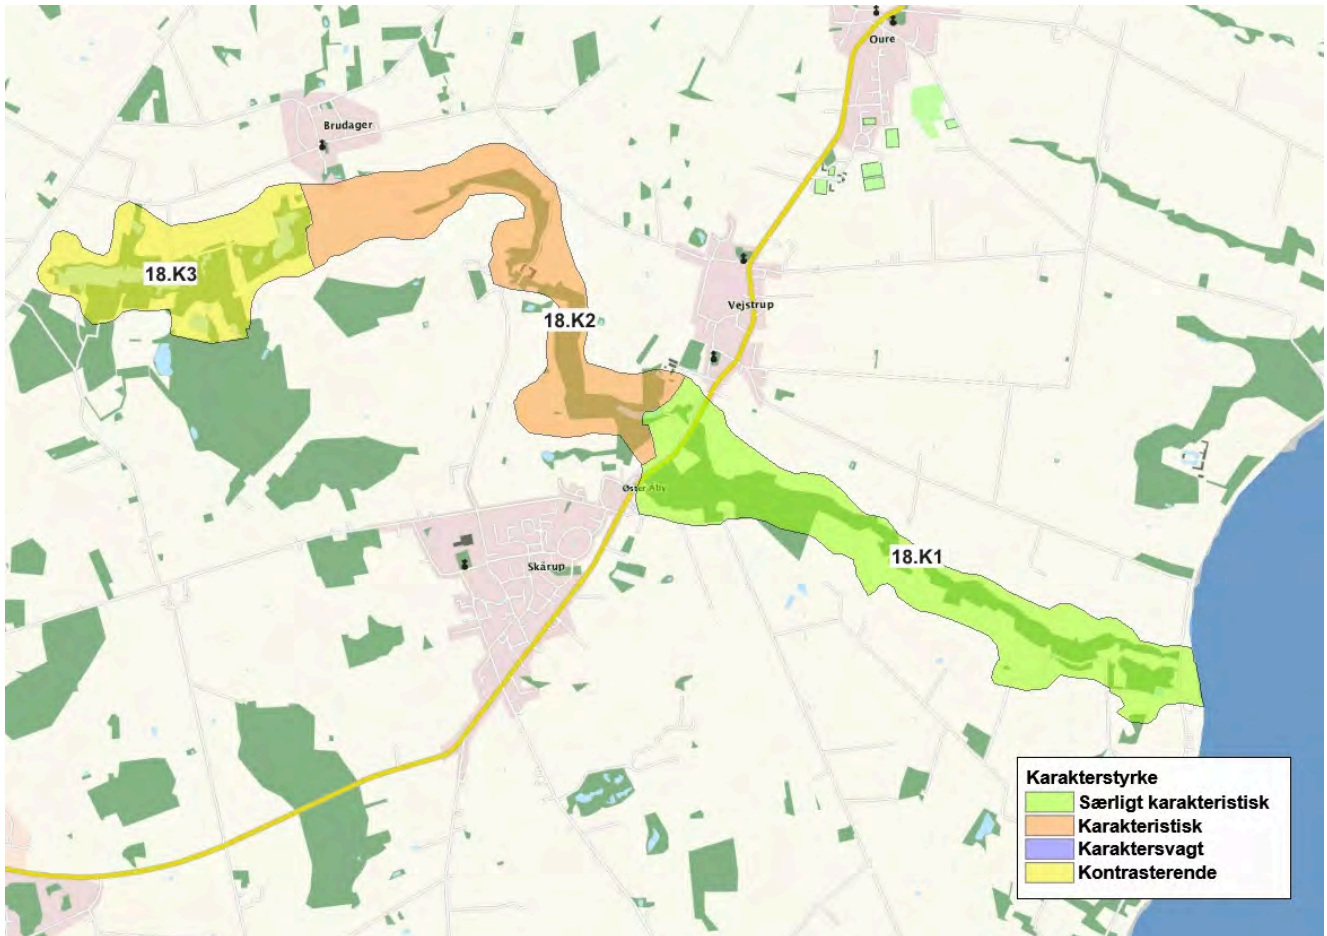 Oure
Brudager
18.K3
Vejstrup
18.K2
Øster Åby
18.K1
Skårup
Karakterstyrke
Særligt karakteristisk
Karakteristisk
Karaktersvagt
Kontrasterende